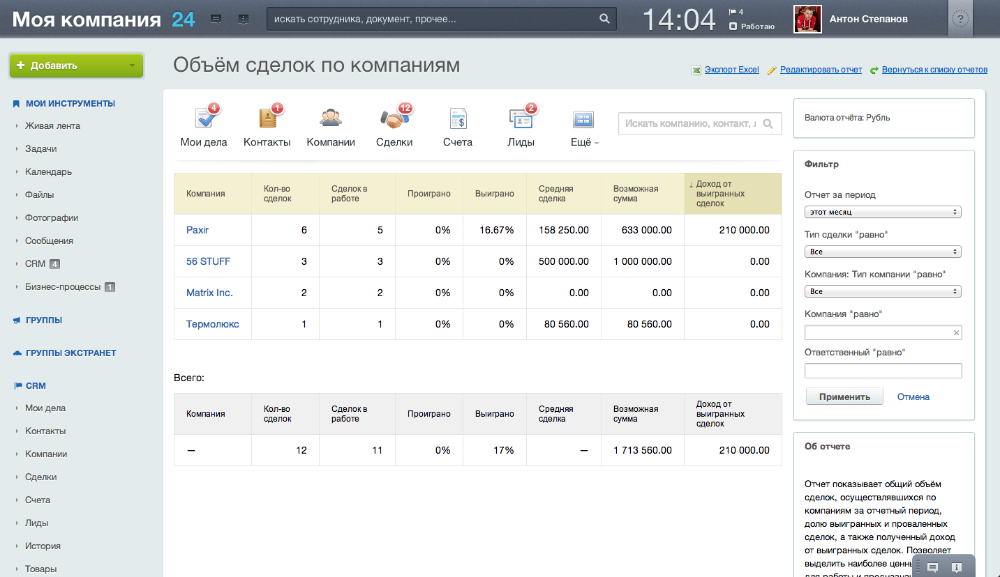 Моя компания 24
искать сотрудника, документ, прочее...
14:04
4
Работаю
Антон Степанов
?
Добавить
МОИ ИНСТРУМЕНТЫ
Живая лента
Задачи
Календарь
Файлы
Фотографии
Сообщения
CRM 4
Бизнес-процессы 1
ГРУППЫ
ГРУППЫ ЭКСТРАНЕТ
CRM
Мои дела
Контакты
Компании
Сделки
Счета
Лиды
История
Товары
Объём сделок по компаниям
Экспорт Excel
Редактировать отчет
Вернуться к списку отчетов
4 1 12 2
Мои дела Контакты Компании Сделки Счета Лиды Ещё
Искать компанию, контакт,
Компания Кол-во сделок Сделок в работе Проиграно Выиграно Средняя сделка Возможная сумма ↓ Доход от выигранных сделок
Paxir 6 5 0% 16.67% 158 250.00 633 000.00 210 000.00
56 STUFF 3 3 0% 0% 500 000.00 1 000 000.00 0.00
Matrix Inc. 2 2 0% 0% 0.00 0.00 0.00
Термолюкс 1 1 0% 0% 80 560.00 80 560.00 0.00
Всего:
Компания Кол-во сделок Сделок в работе Проиграно Выиграно Средняя сделка Возможная сумма Доход от выигранных сделок
— 12 11 0% 17% — 1 713 560.00 210 000.00
Валюта отчёта: Рубль
Фильтр
Отчет за период
этот месяц
Тип сделки "равно"
Все
Компания: Тип компании "равно"
Все
Компания "равно"
Ответственный "равно"
Применить Отмена
Об отчете
Отчет показывает общий объём
сделок, осуществлявшихся по
компаниям за отчетный период,
долю выигранных и проваленных
сделок, а также полученный доход
от выигранных сделок. Позволяет
выделить наиболее